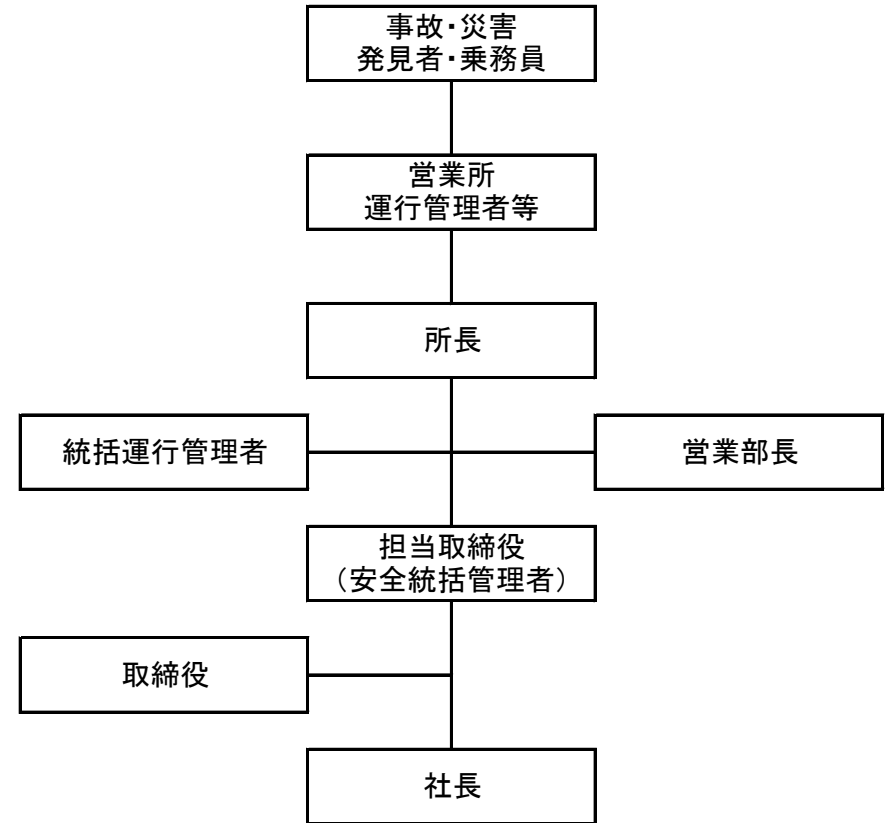 事故・災害
発見者・乗務員
営業所
運行管理者等
所長
統括運行管理者
営業部長
担当取締役
（安全統括管理者）
取締役
社長